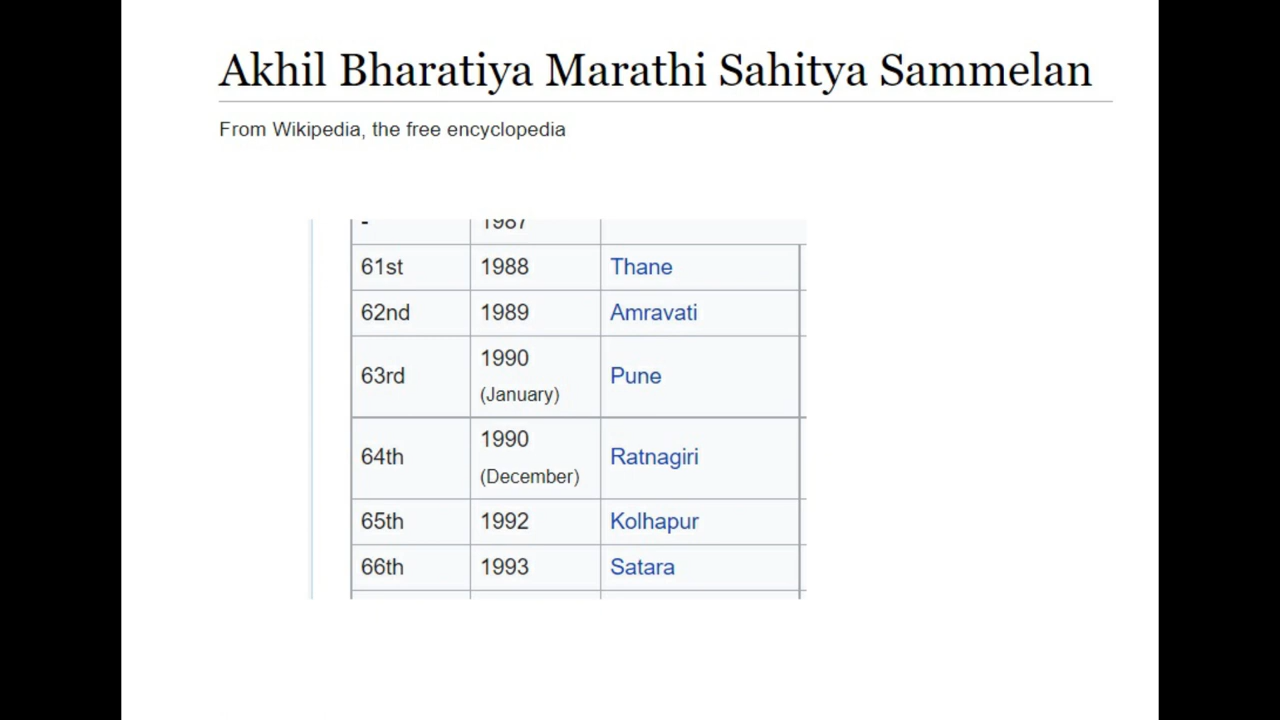 Akhil Bharatiya Marathi Sahitya Sammelan
From Wikipedia, the free encyclopedia
- 1987
61st 1988 Thane
62nd 1989 Amravati
63rd 1990 (January) Pune
64th 1990 (December) Ratnagiri
65th 1992 Kolhapur
66th 1993 Satara